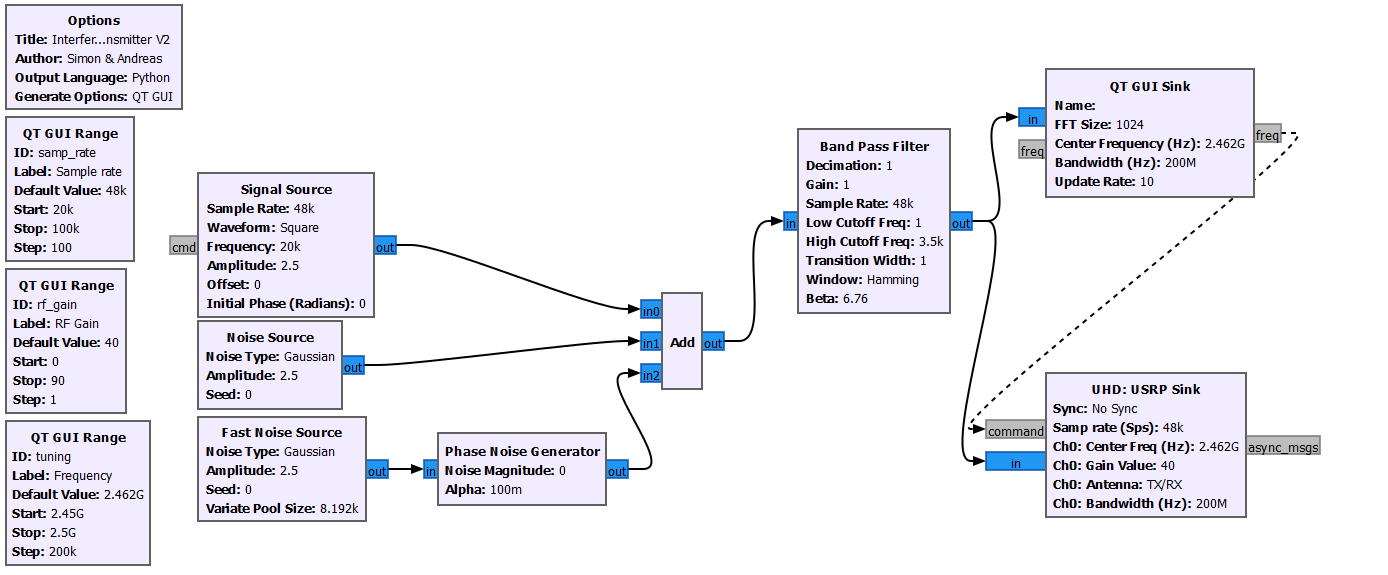 Options
Title: Interfer...nsmitter V2
Author: Simon & Andreas
Output Language: Python
Generate Options: QT GUI
QT GUI Range
ID: samp_rate
Label: Sample rate
Default Value: 48k
Start: 20k
Stop: 100k
Step: 100
QT GUI Range
ID: rf_gain
Label: RF Gain
Default Value: 40
Start: 0
Stop: 90
Step: 1
QT GUI Range
ID: tuning
Label: Frequency
Default Value: 2.462G
Start: 2.45G
Stop: 2.5G
Step: 200k
cmd
Signal Source
Sample Rate: 48k
Waveform: Square
Frequency: 20k
Amplitude: 2.5
Offset: 0
Initial Phase (Radians): 0
out
Noise Source
Noise Type: Gaussian
Amplitude: 2.5
Seed: 0
out
Fast Noise Source
Noise Type: Gaussian
Amplitude: 2.5
Seed: 0
Variate Pool Size: 8.192k
out
in
Phase Noise Generator
Noise Magnitude: 0
Alpha: 100m
out
in0
in1
in2
Add
out
in
Band Pass Filter
Decimation: 1
Gain: 1
Sample Rate: 48k
Low Cutoff Freq: 1
High Cutoff Freq: 3.5k
Transition Width: 1
Window: Hamming
Beta: 6.76
out
in
freq
QT GUI Sink
Name:
FFT Size: 1024
Center Frequency (Hz): 2.462G
Bandwidth (Hz): 200M
Update Rate: 10
freq
command
in
UHD: USRP Sink
Sync: No Sync
Samp rate (Sps): 48k
Ch0: Center Freq (Hz): 2.462G
Ch0: Gain Value: 40
Ch0: Antenna: TX/RX
Ch0: Bandwidth (Hz): 200M
async_msgs